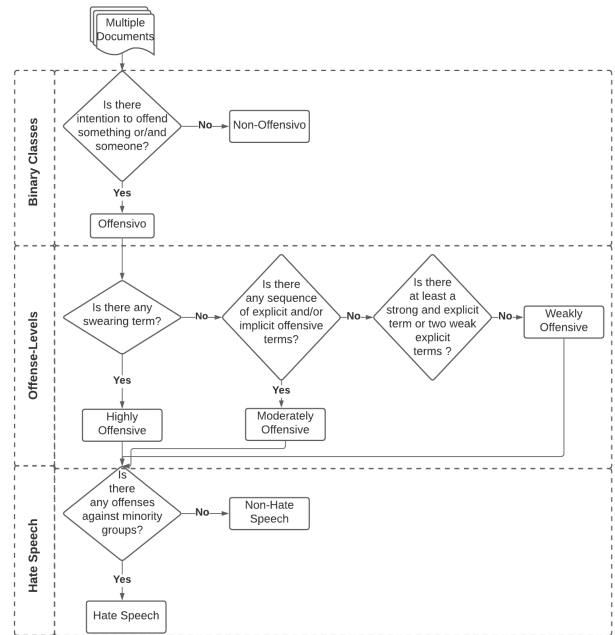 Multiple
Documents
Binary Classes
Is there
intention to offend
something or/and
someone?
No
Non-Offensivo
Yes
Offensivo
Offense-Levels
Is there any
swearing term?
No
Is there
any sequence
of explicit and/or
implicit offensive
terms?
No
Is there
at least a
strong and explicit
term or two weak
explicit
terms ?
No
Weakly
Offensive
Yes
Highly
Offensive
Yes
Moderately
Offensive
Hate Speech
Is
there
any offenses
against minority
groups?
No
Non-Hate
Speech
Yes
Hate Speech